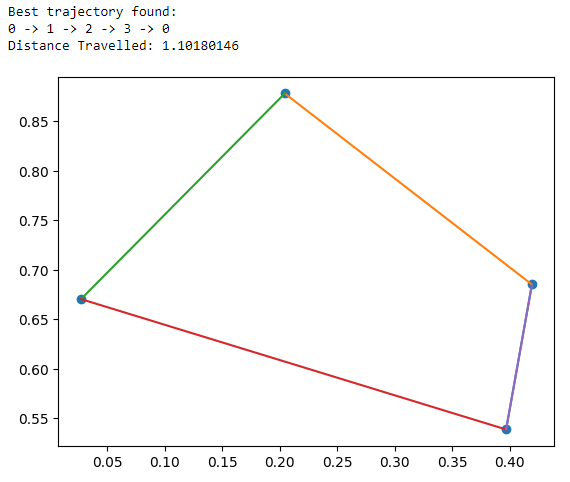 Best trajectory found:
0 -> 1 -> 2 -> 3 -> 0
Distance Travelled: 1.10180146
0.85
0.80
0.75
0.70
0.65
0.60
0.55
0.05 0.10 0.15 0.20 0.25 0.30 0.35 0.40